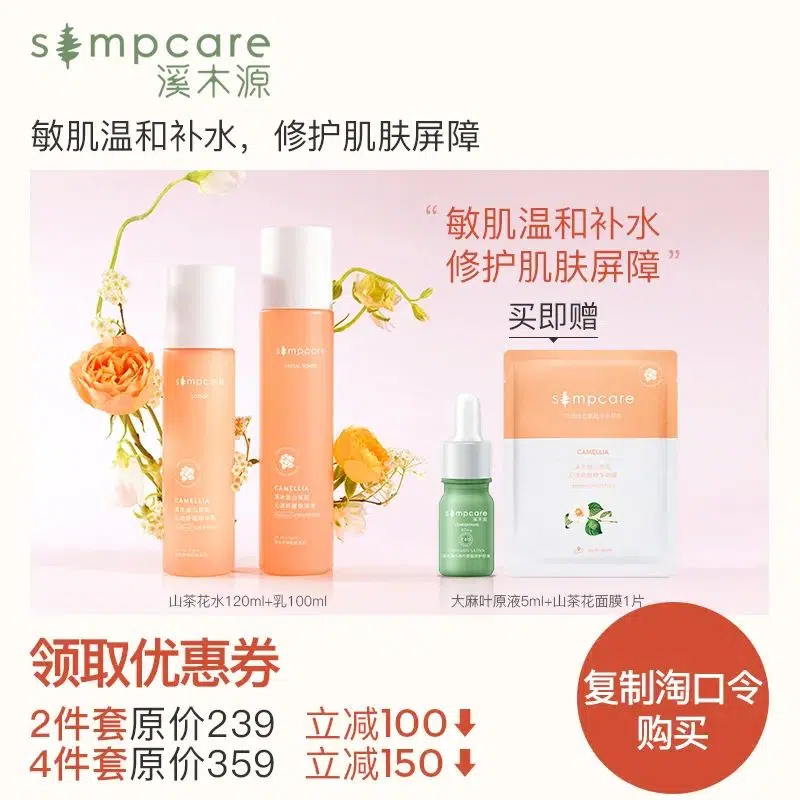 simpcare
溪木源
敏肌温和补水，修护肌肤屏障
“敏肌温和补水
修护肌肤屏障”
买即赠
simpcare
LOTION
CAMELLIA
simpcare
CAMELLIA
simpcare
溪木源
simpcare
CAMELLIA
山茶花水120ml+乳100ml
大麻叶原液5ml+山茶花面膜1片
领取优惠券
2件套原价239 立减100
4件套原价359 立减150
复制淘口令
购买